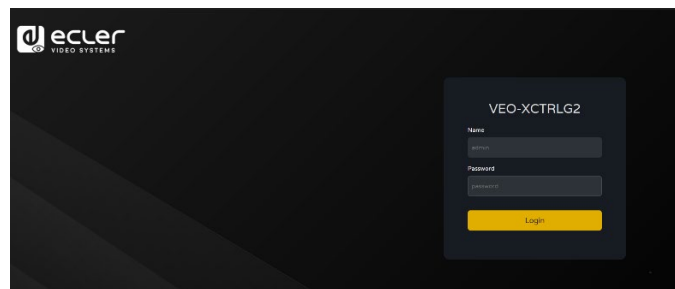 ecler
VIDEO SYSTEMS
VEO-XCTRLG2
Name
admin
Password
password
Login